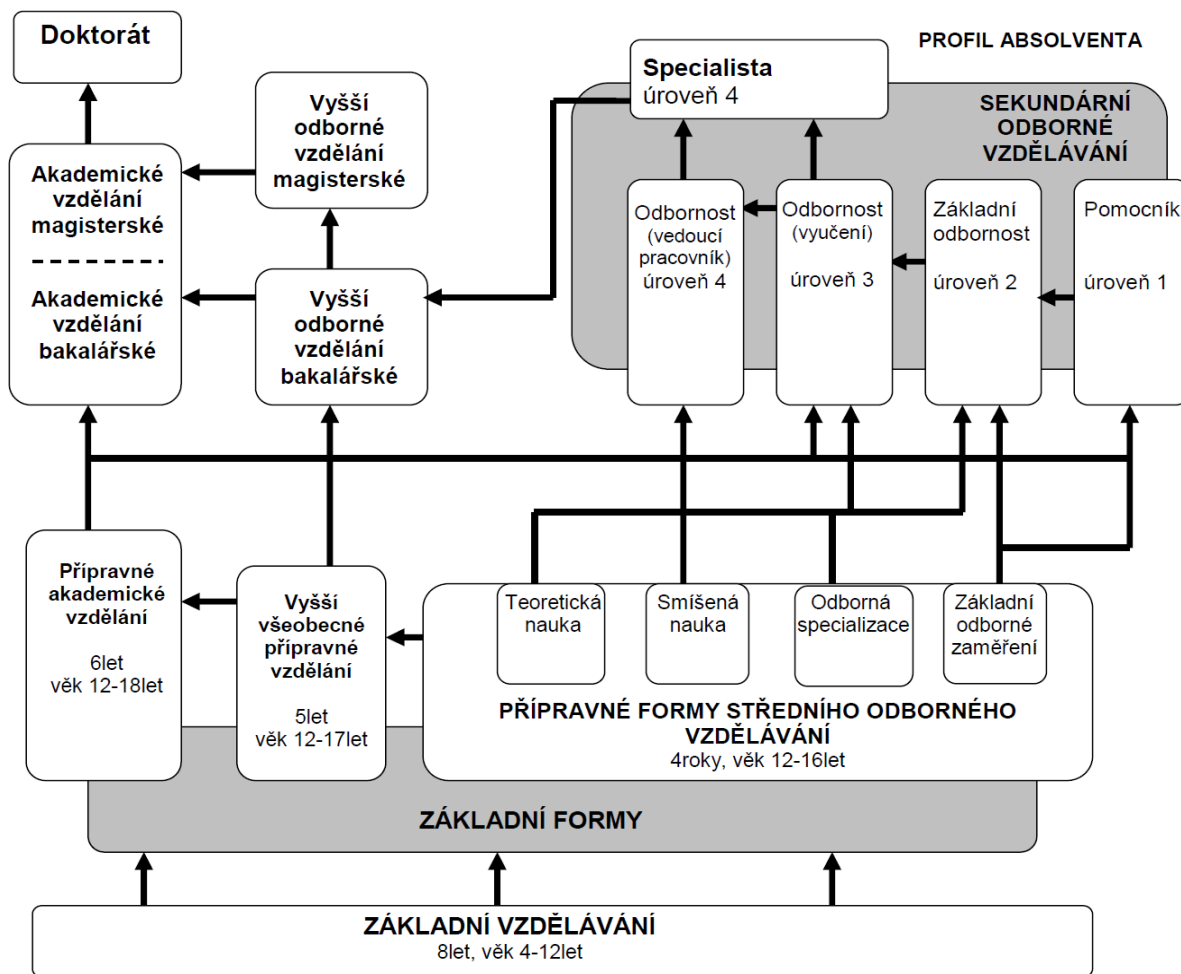 Doktorát
PROFIL ABSOLVENTA
Specialista
úroveň 4
SEKUNDÁRNÍ
ODBORNÉ
VZDĚLÁVÁNÍ
Vyšší
odborné
vzdělání
magisterské
Akademické
vzdělání
magisterské
Akademické
vzdělání
bakalářské
Vyšší
odborné
vzdělání
bakalářské
Odbornost
(vedoucí
pracovník)
úroveň 4
Odbornost
(vyučení)
úroveň 3
Základní
odbornost
úroveň 2
Pomocník
úroveň 1
Přípravné
akademické
vzdělání
6let
věk 12-18let
Vyšší
všeobecné
přípravné
vzdělání
5let
věk 12-17let
Teoretická
nauka
Smíšená
nauka
Odborná
specializace
Základní
odborné
zaměření
PŘÍPRAVNÉ FORMY STŘEDNÍHO ODBORNÉHO
VZDĚLÁVÁNÍ
4roky, věk 12-16let
ZÁKLADNÍ FORMY
ZÁKLADNÍ VZDĚLÁVÁNÍ
8let, věk 4-12let